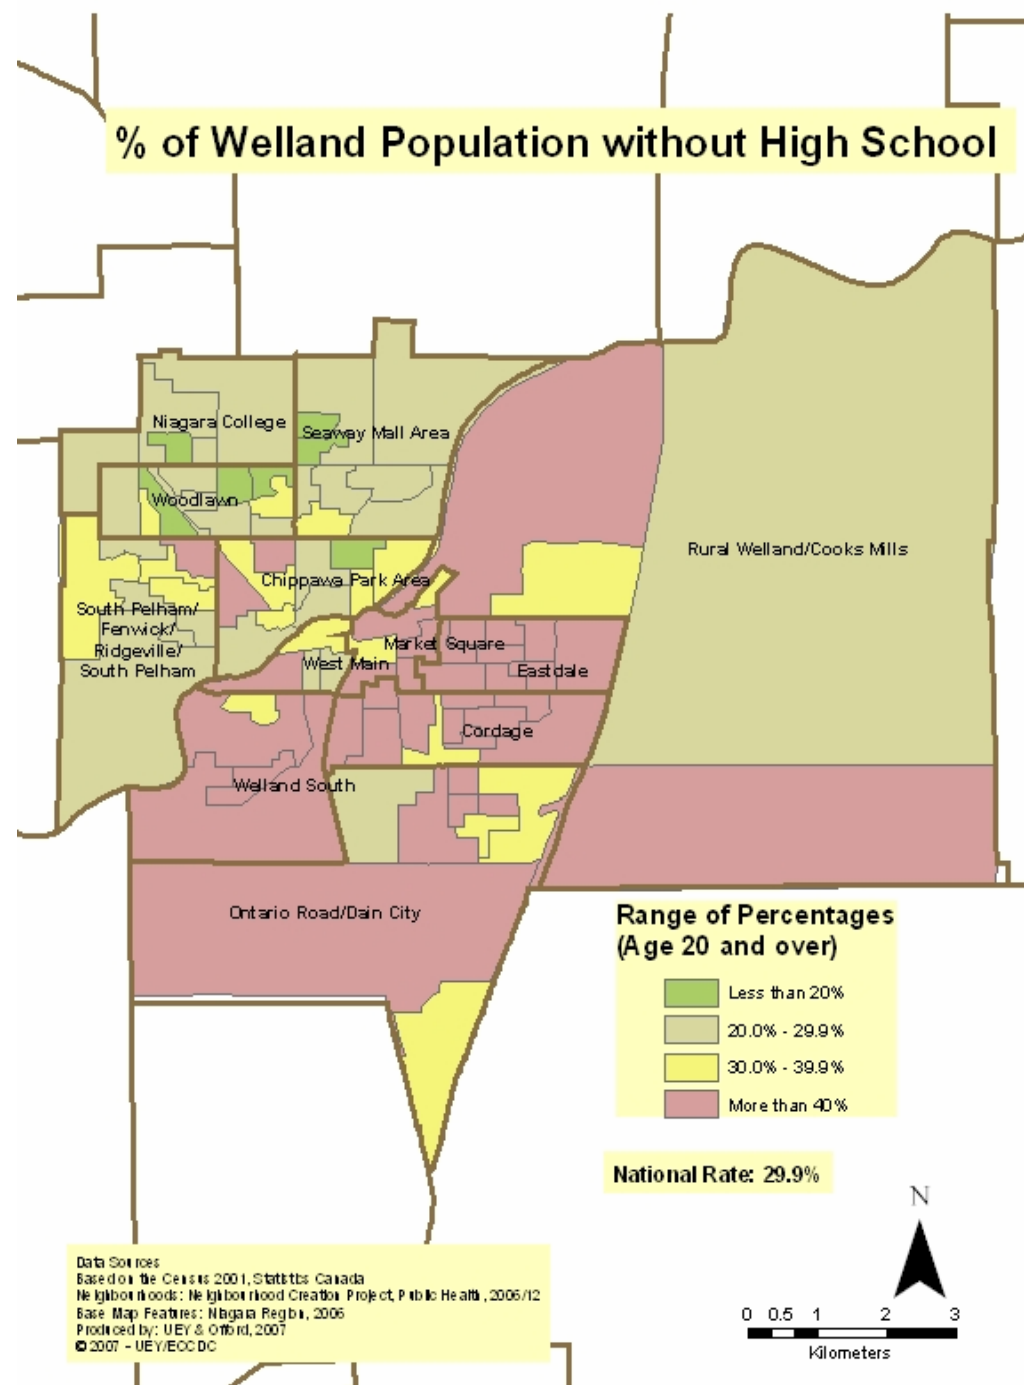 % of Welland Population without High School
Niagara College
Seaway Mall Area
Woodlawn
Rural Welland/Cooks Mills
Chippawa Park Area
South Pelham/
Fenwick/
Ridgeville/
South Pelham
Market Square
West Main
Eastdale
Cordage
Welland South
Ontario Road/Dain City
Range of Percentages
(Age 20 and over)
Less than 20%
20.0% - 29.9%
30.0% - 39.9%
More than 40%
National Rate: 29.9%
N
0 0.5 1 2 3
Kilometers
Data Sources
Based on the Census 2001, Statistics Canada
Neighbourhoods: Neighbourhood Creation Project, Public Health, 2006/12
Base Map Features: Niagara Region, 2006
Produced by: UEY & Offord, 2007
© 2007 - UEY/ECCDC